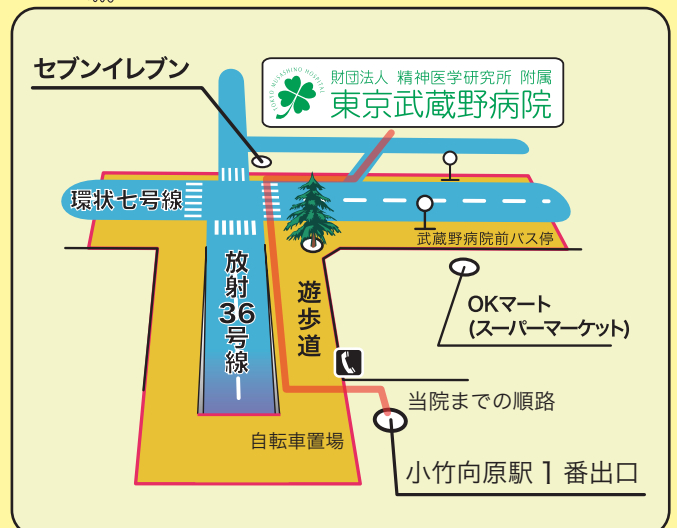 セブンイレブン
TOKYO MUSASHINO HOSPITAL
財団法人 精神医学研究所 附属
東京武蔵野病院
環状七号線
武蔵野病院前バス停
放射36号線
遊歩道
OKマート
(スーパーマーケット)
当院までの順路
自転車置場
小竹向原駅 1 番出口